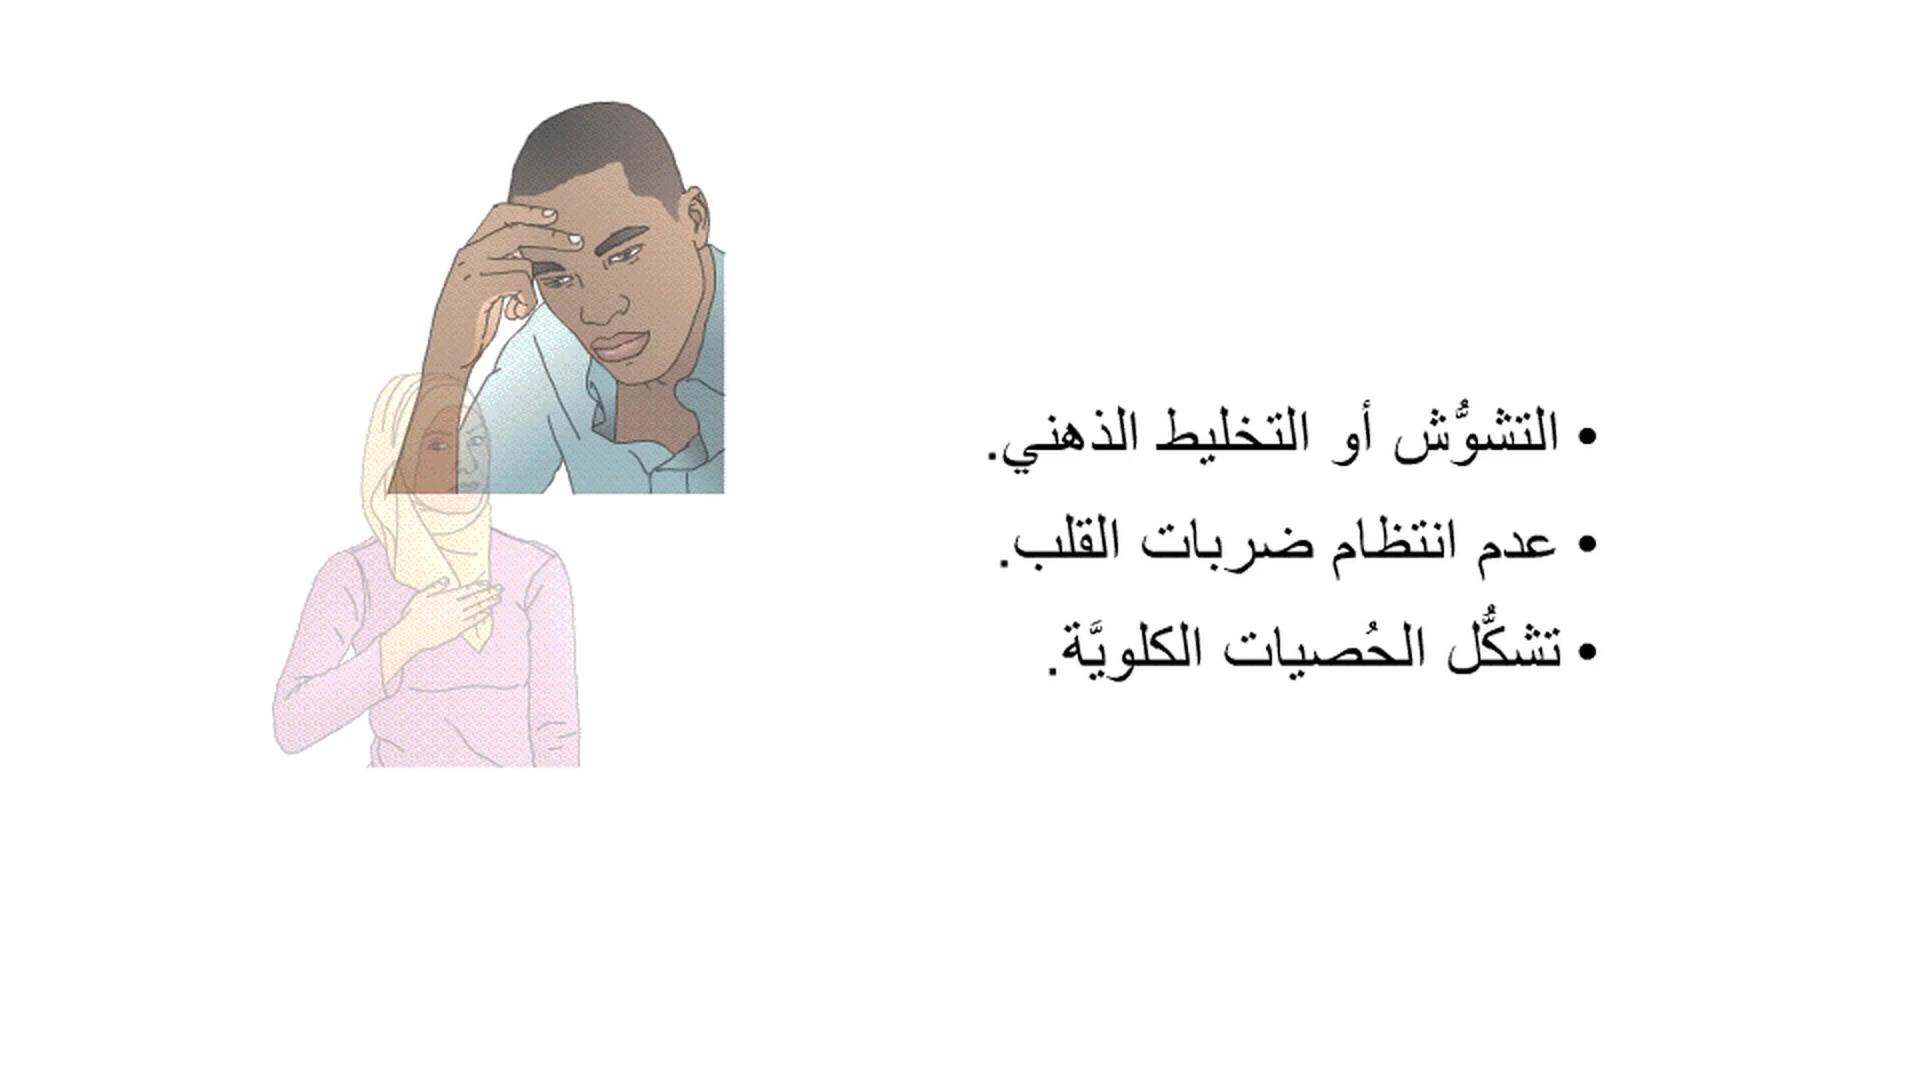 • التشوُّش أو التخليط الذهني.
• عدم انتظام ضربات القلب.
• تشكُّل الحُصيات الكلويَّة.